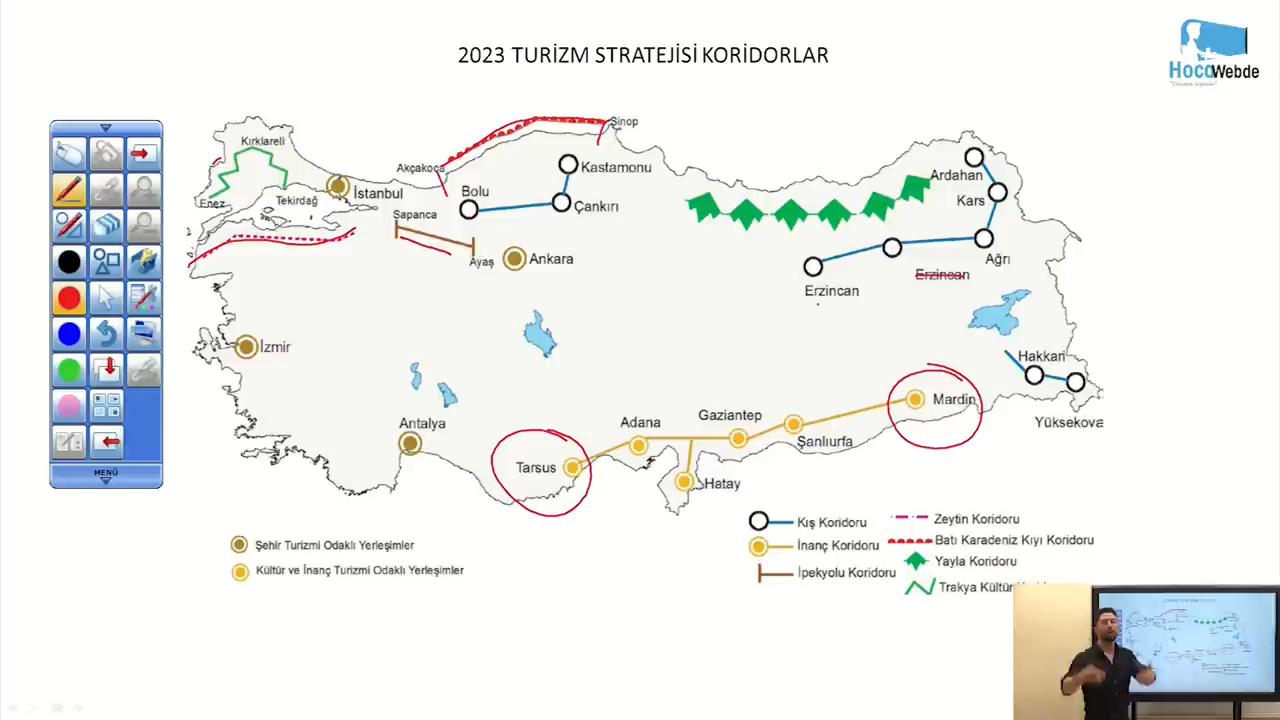 2023 TURİZM STRATEJİSİ KORİDORLAR
HocaWebde
Sinop
Kırklareli
Akçakoca
Kastamonu
Ardahan
Enez
Tekirdağ
İstanbul
Bolu
Çankırı
Kars
Sapanca
Ayaş
Ankara
Ağrı
Erzincan
Erzincan
İzmir
Hakkari
Antalya
Adana
Gaziantep
Mardin
Yüksekova
Tarsus
Şanlıurfa
Hatay
MENÜ
Kış Koridoru
Zeytin Koridoru
İnanç Koridoru
Batı Karadeniz Kıyı Koridoru
Şehir Turizmi Odaklı Yerleşimler
Yayla Koridoru
Kültür ve İnanç Turizmi Odaklı Yerleşimler
İpekyolu Koridoru
Trakya Kültür